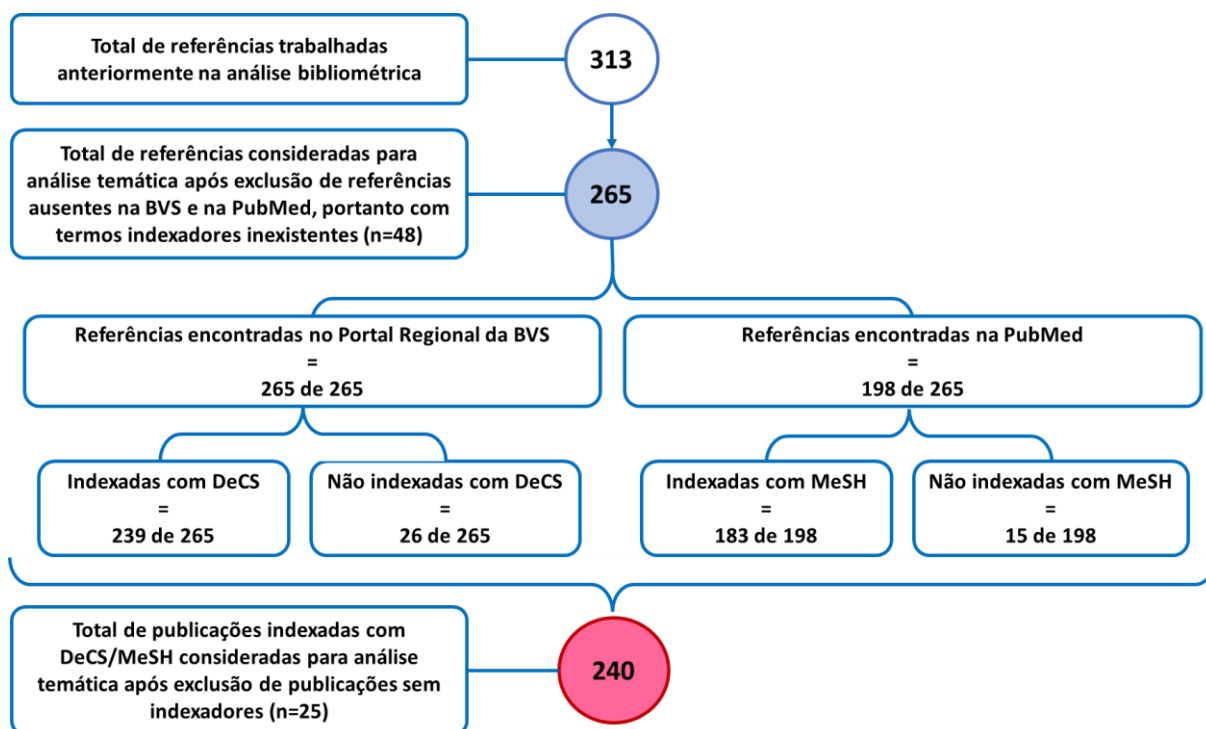 Total de referências trabalhadas
anteriormente na análise bibliométrica
313
Total de referências consideradas para
análise temática após exclusão de referências
ausentes na BVS e na PubMed, portanto com
termos indexadores inexistentes (n=48)
265
Referências encontradas no Portal Regional da BVS
=
265 de 265
Referências encontradas na PubMed
=
198 de 265
Indexadas com DeCS
=
239 de 265
Não indexadas com DeCS
=
26 de 265
Indexadas com MeSH
=
183 de 198
Não indexadas com MeSH
=
15 de 198
Total de publicações indexadas com
DeCS/MeSH consideradas para análise
temática após exclusão de publicações sem
indexadores (n=25)
240